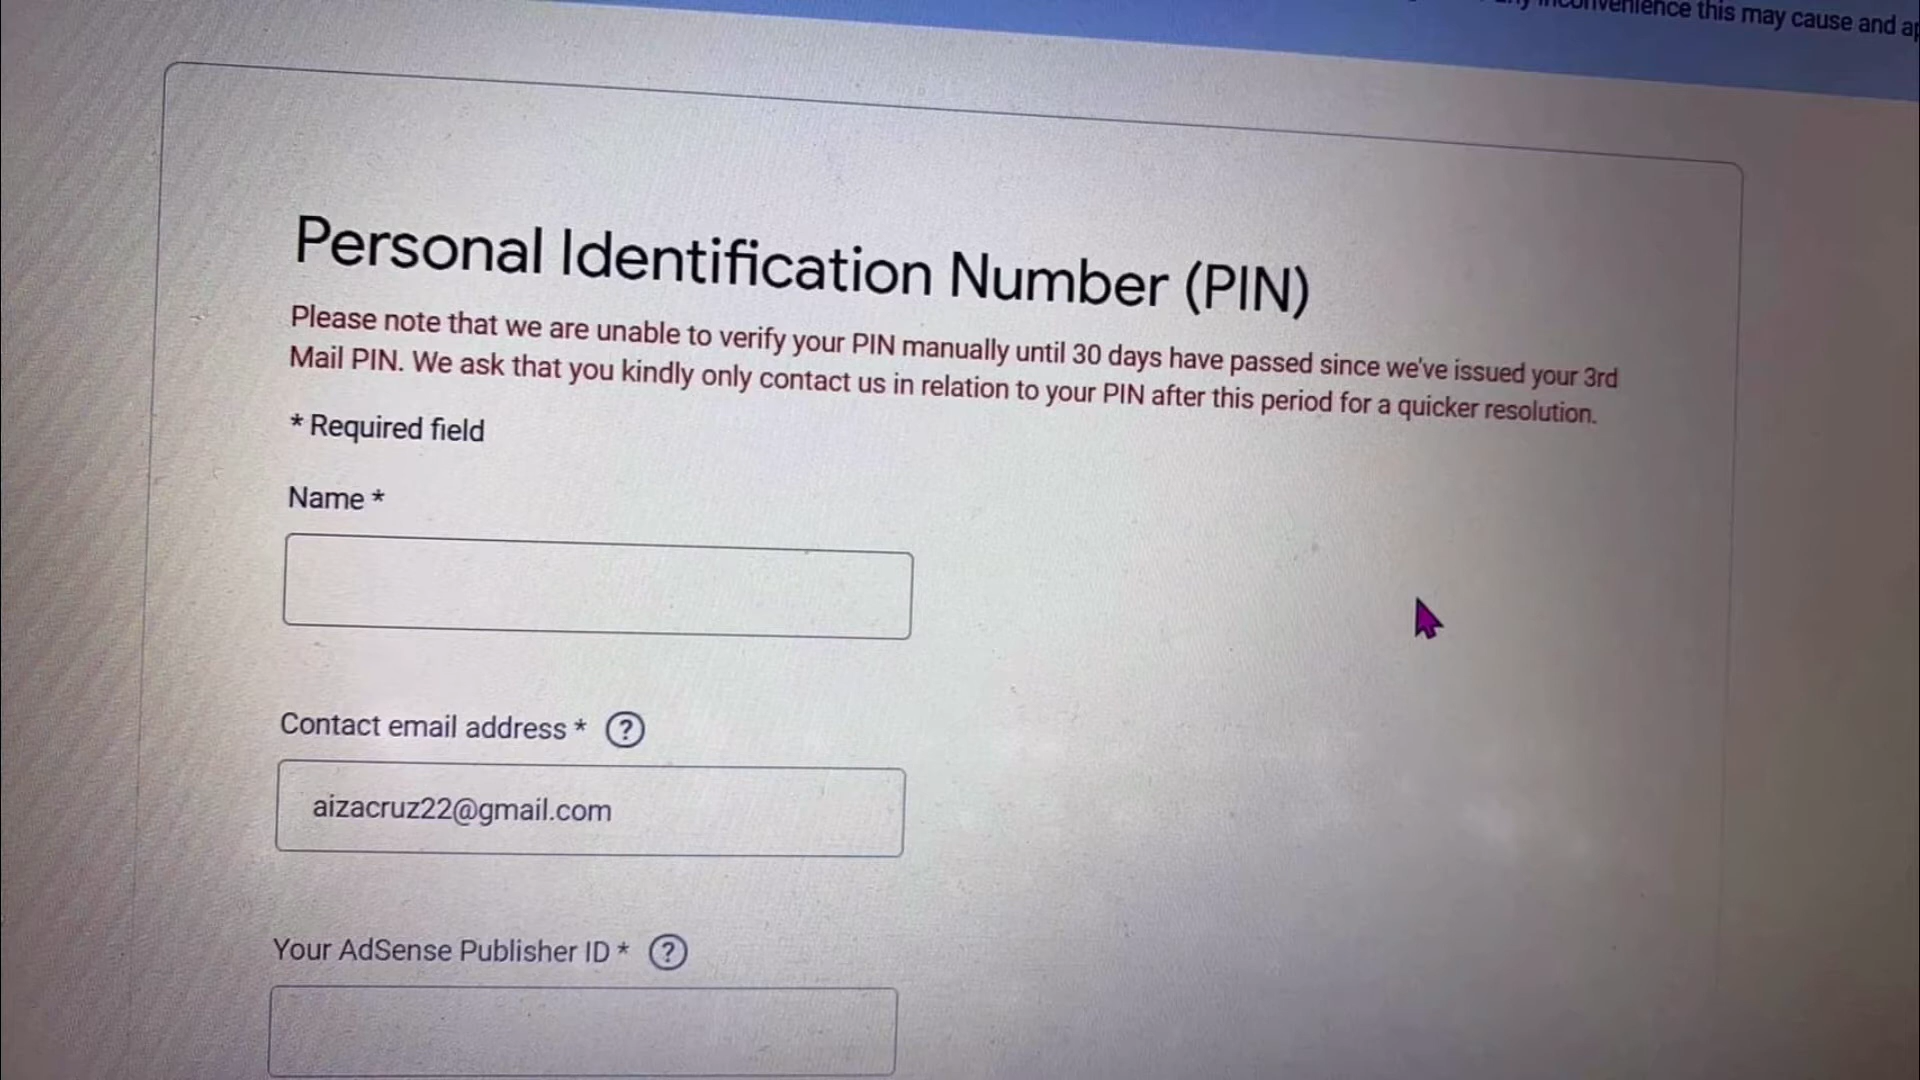 inconvenience this may cause and
Personal Identification Number (PIN)
Please note that we are unable to verify your PIN manually until 30 days have passed since we've issued your 3rd
Mail PIN. We ask that you kindly only contact us in relation to your PIN after this period for a quicker resolution.
* Required field
Name *
Contact email address * ?
aizacruz22@gmail.com
Your AdSense Publisher ID * ?